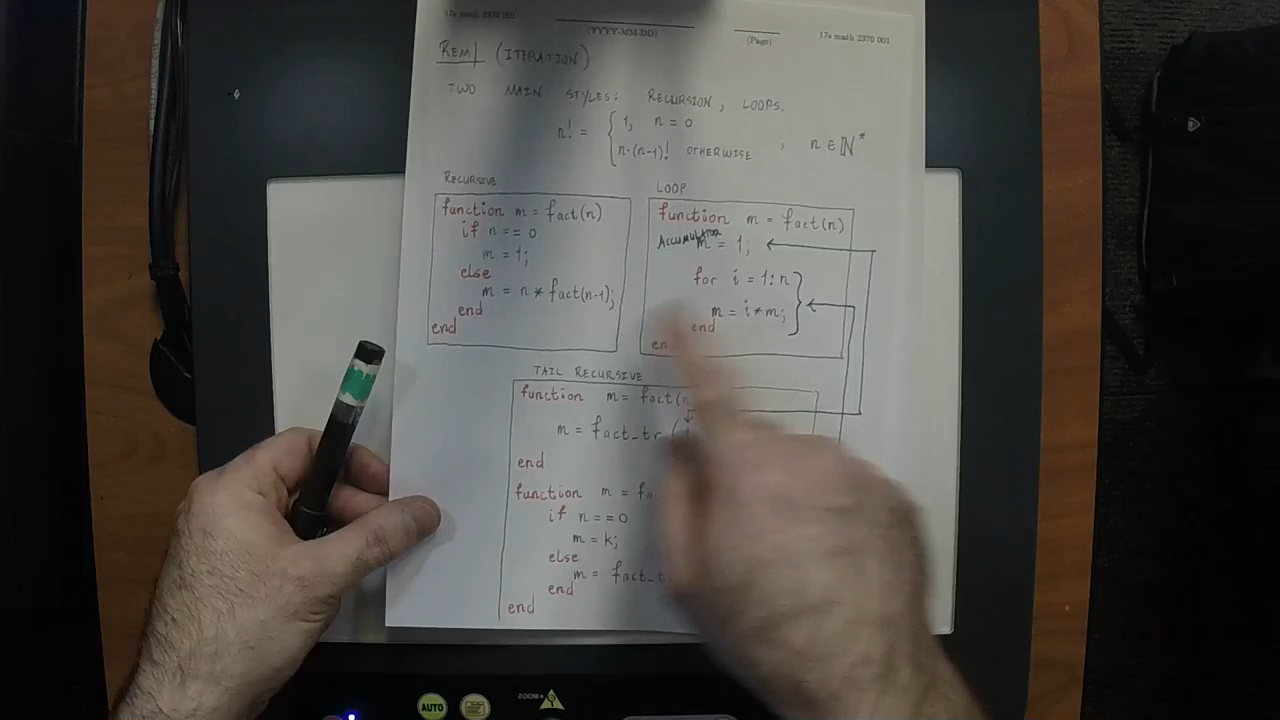 17s math 2370 001
(YYYY-MM-DD)
(Page)
17s math 2370 001
REM (ITERATION)
TWO MAIN STYLES: RECURSION, LOOPS.
n! = { 1, n = 0
n·(n-1)! OTHERWISE , n ∈ ℕ*
RECURSIVE
function m = fact(n)
if n == 0
m = 1;
else
m = n * fact(n-1);
end
end
LOOP
function m = fact(n)
ACCUMULATOR m = 1;
for i = 1:n
m = i * m;
end
TAIL RECURSIVE
function m = fact(n
m = fact_tr (
end
function m =
if n == 0
m = k;
else
m =
end
end
AUTO
ZOOM+